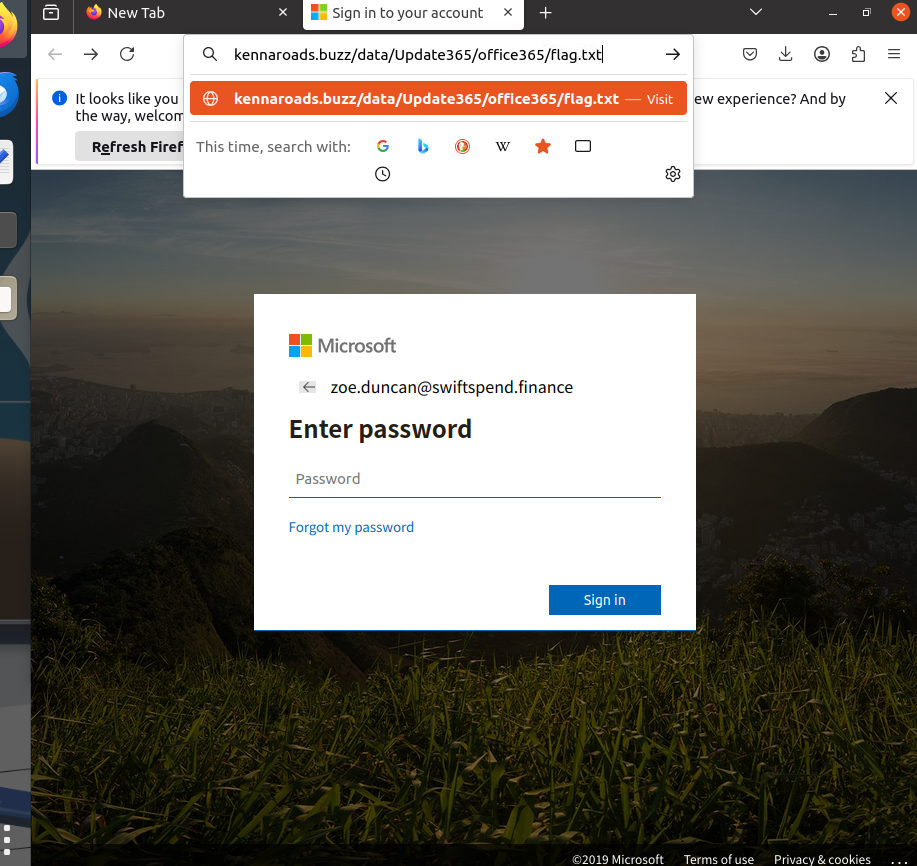 New Tab
Sign in to your account
kennaroads.buzz/data/Update365/office365/flag.txt
kennaroads.buzz/data/Update365/office365/flag.txt — Visit
It looks like you
ew experience? And by
the way, welcom
Refresh Firef
This time, search with:
W
Microsoft
zoe.duncan@swiftspend.finance
Enter password
Password
Forgot my password
Sign in
©2019 Microsoft Terms of use Privacy & cookies ...